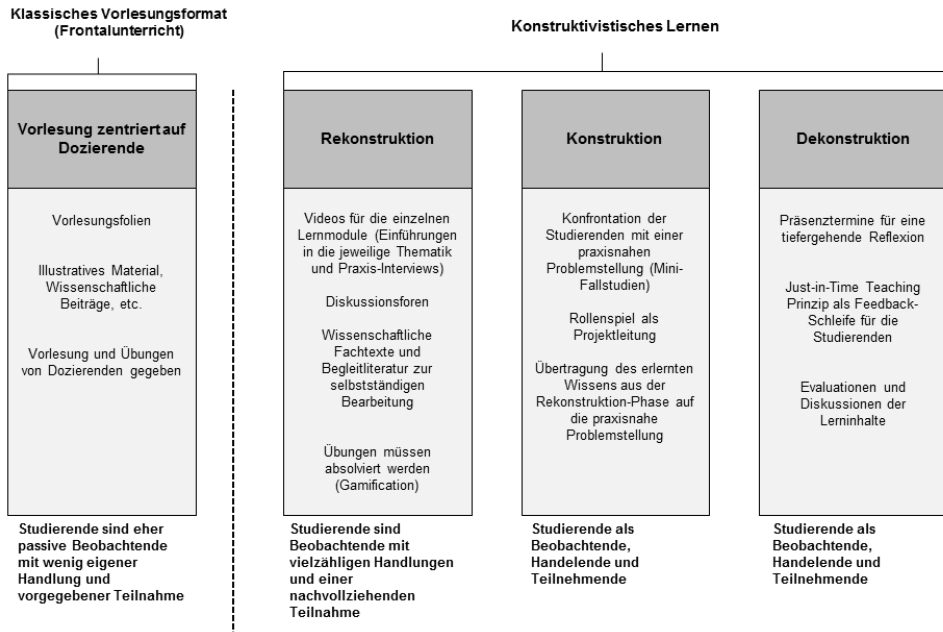 Klassisches Vorlesungsformat
(Frontalunterricht)
Konstruktivistisches Lernen
Vorlesung zentriert auf
Dozierende
Vorlesungsfolien
Illustratives Material,
Wissenschaftliche
Beiträge, etc.
Vorlesung und Übungen
von Dozierenden gegeben
Studierende sind eher
passive Beobachtende
mit wenig eigener
Handlung und
vorgegebener Teilnahme
Rekonstruktion
Videos für die einzelnen
Lernmodule (Einführungen
in die jeweilige Thematik
und Praxis-Interviews)
Diskussionsforen
Wissenschaftliche
Fachtexte und
Begleitliteratur zur
selbstständigen
Bearbeitung
Übungen müssen
absolviert werden
(Gamification)
Studierende sind
Beobachtende mit
vielzähligen Handlungen
und einer
nachvollziehenden
Teilnahme
Konstruktion
Konfrontation der
Studierenden mit einer
praxisnahen
Problemstellung (Mini-
Fallstudien)
Rollenspiel als
Projektleitung
Übertragung des erlernten
Wissens aus der
Rekonstruktion-Phase auf
die praxisnahe
Problemstellung
Studierende als
Beobachtende,
Handelende und
Teilnehmende
Dekonstruktion
Präsenztermine für eine
tiefergehende Reflexion
Just-in-Time Teaching
Prinzip als Feedback-
Schleife für die
Studierenden
Evaluationen und
Diskussionen der
Lerninhalte
Studierende als
Beobachtende,
Handelende und
Teilnehmende